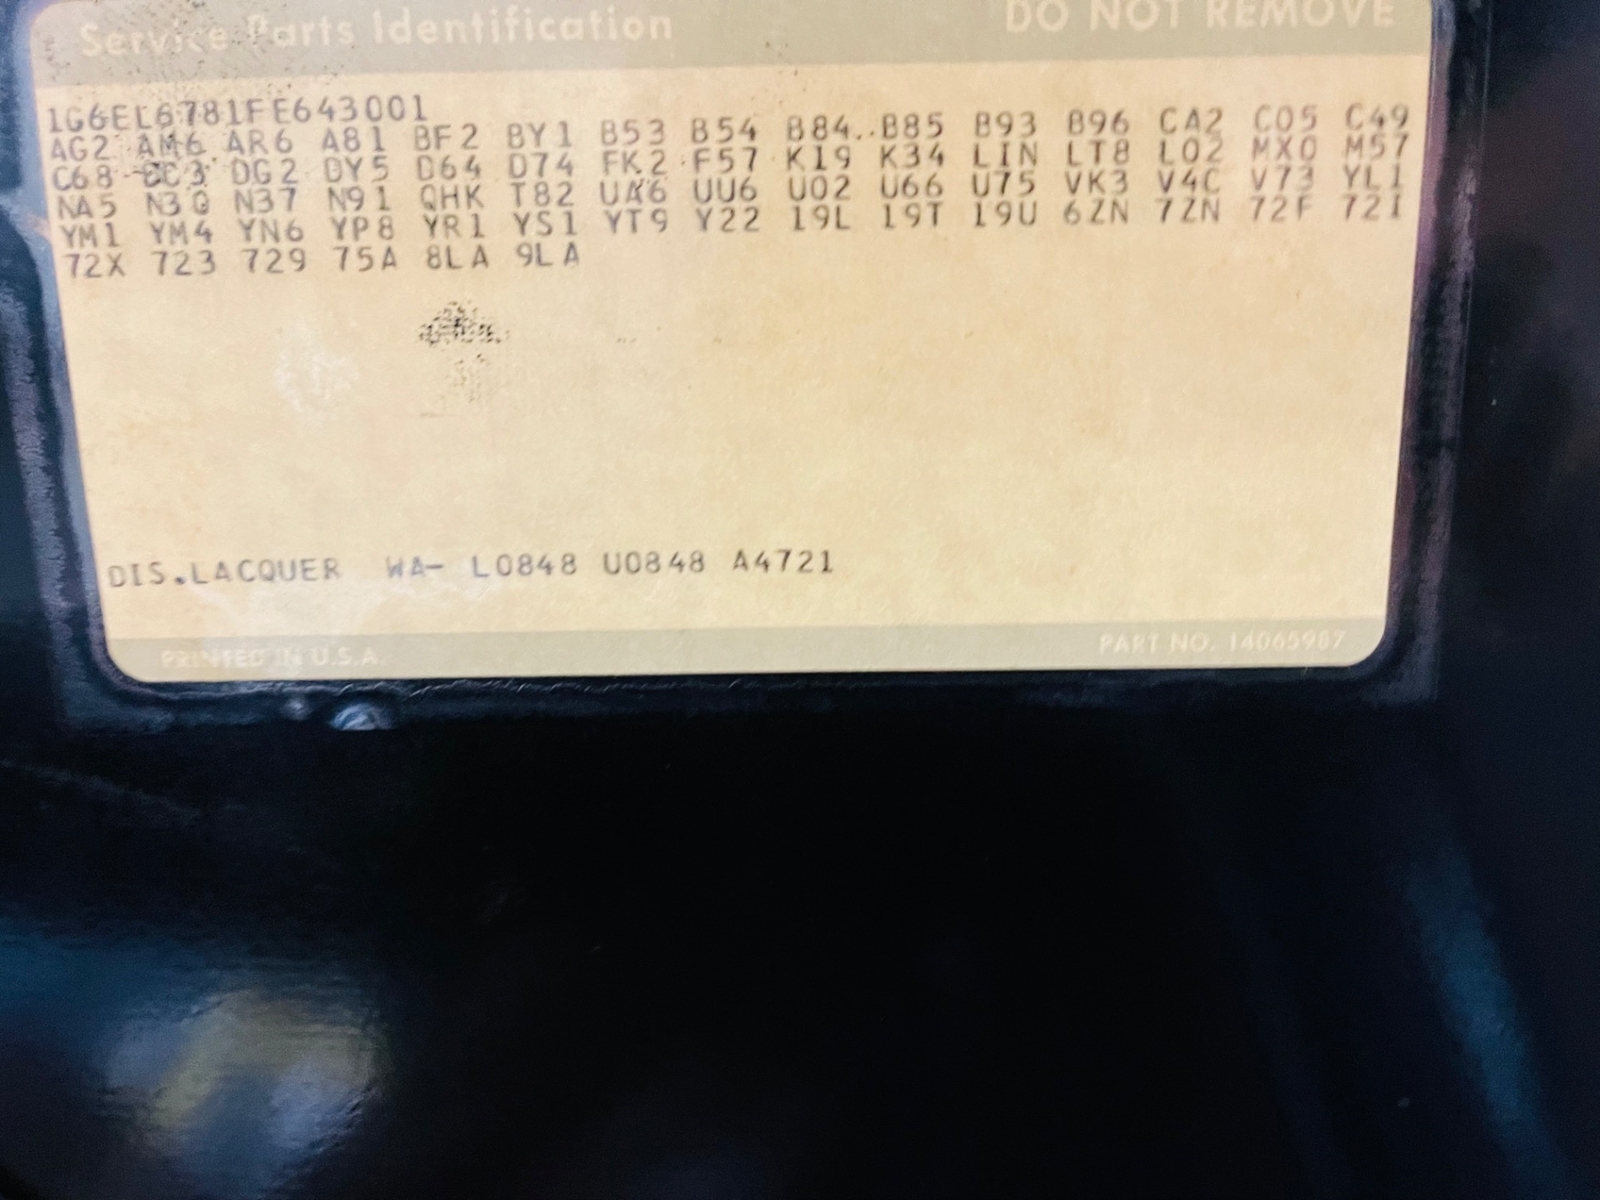 Service Parts Identification DO NOT REMOVE
1G6EL6781FE643001
AG2 AM6 AR6 A81 BF2 BY1 B53 B54 B84 B85 B93 B96 CA2 C05 C49
C68 DG2 DY5 D64 D74 FK2 F57 K19 K34 LIN LT8 L02 MX0 M57
NA5 N30 N37 N91 QHK T82 UA6 UU6 U02 U66 U75 VK3 V4C V73 YL1
YM1 YM4 YN6 YP8 YR1 YS1 YT9 Y22 19L 19T 19U 6ZN 7ZN 72F 72I
72X 723 729 75A 8LA 9LA
DIS.LACQUER WA- L0848 U0848 A4721
PRINTED IN U.S.A. PART NO. 14065987